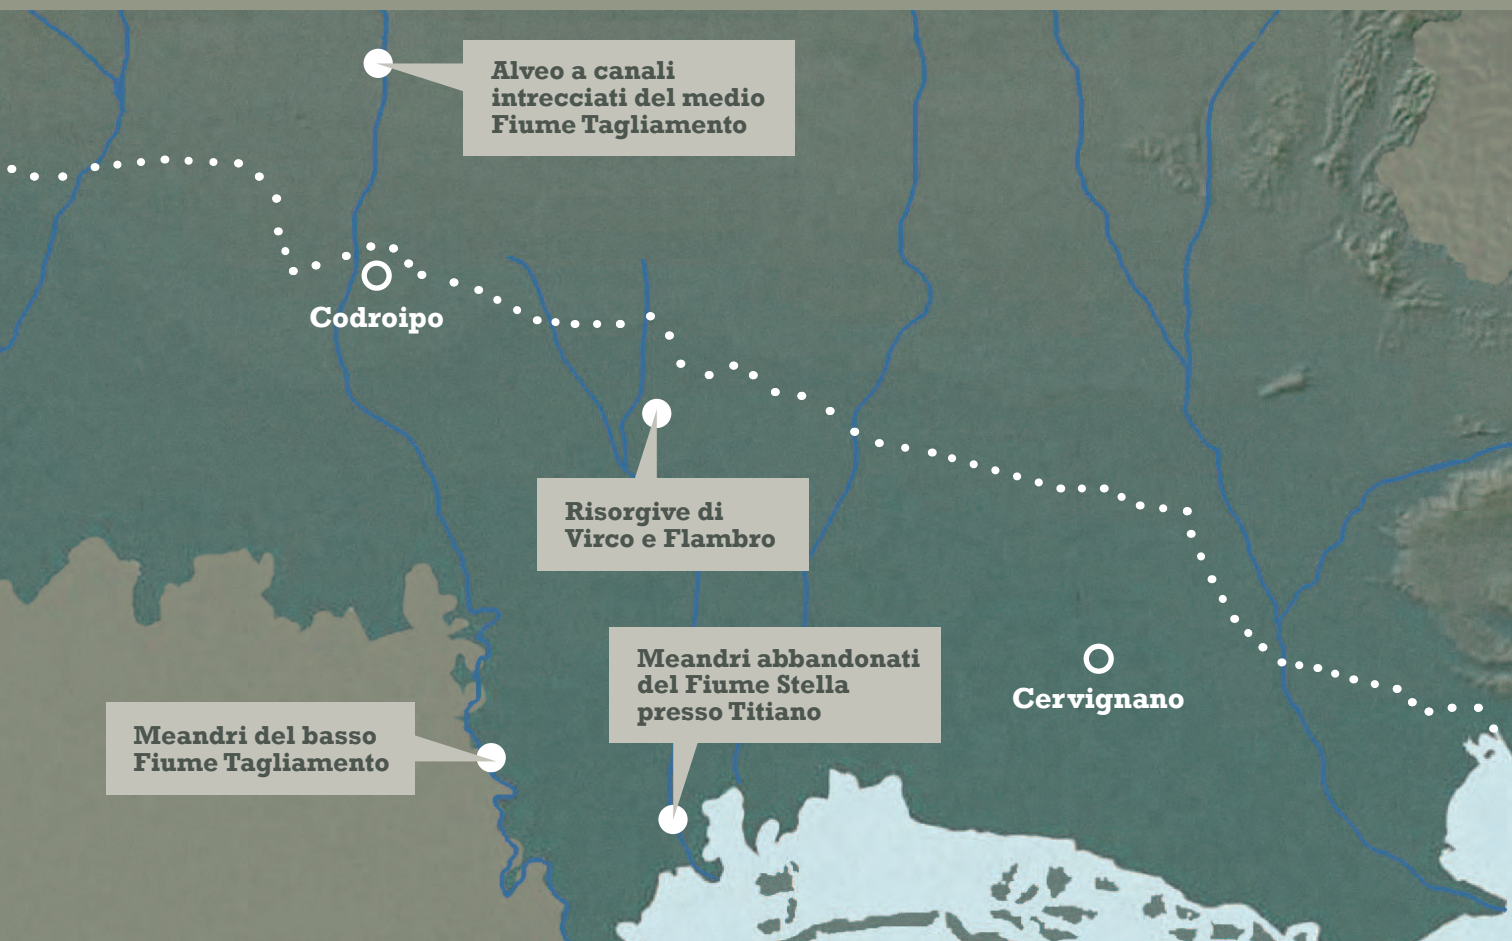 Alveo a canali
intrecciati del medio
Fiume Tagliamento
Codroipo
Risorgive di
Virco e Flambro
Meandri abbandonati
del Fiume Stella
presso Titiano
Cervignano
Meandri del basso
Fiume Tagliamento